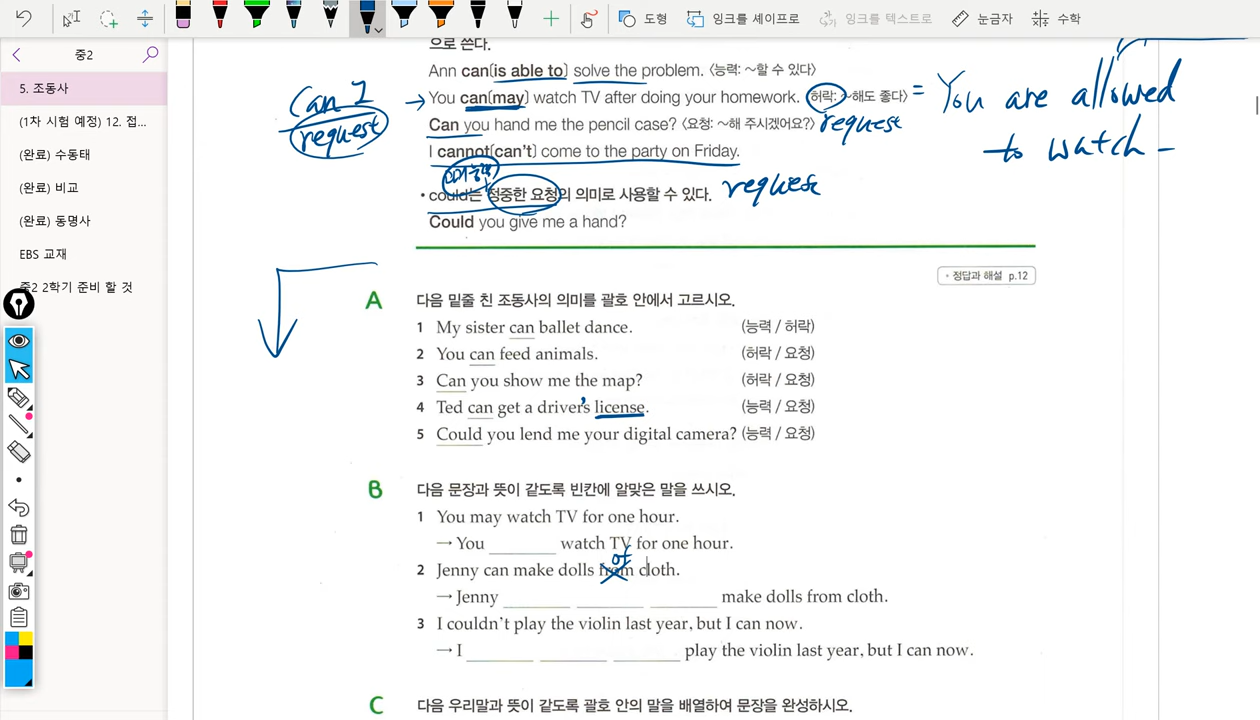 도형 잉크를 셰이프로 잉크를 텍스트로 눈금자 수학
중2
5. 조동사
(1차 시험 예정) 12. 접...
(완료) 수동태
(완료) 비교
(완료) 동명사
EBS 교재
중2 2학기 준비 할 것
으로 쓴다.
Ann can(is able to) solve the problem. <능력: ~할 수 있다>
Can I
request
→ You can(may) watch TV after doing your homework. <허락: ~해도 좋다> = You are allowed
to watch -
Can you hand me the pencil case? <요청: ~해 주시겠어요?> request
I cannot(can't) come to the party on Friday.
• could는 정중한 요청의 의미로 사용할 수 있다. request
Could you give me a hand?
• 정답과 해설 p.12
A 다음 밑줄 친 조동사의 의미를 괄호 안에서 고르시오.
1 My sister can ballet dance. (능력 / 허락)
2 You can feed animals. (허락 / 요청)
3 Can you show me the map? (허락 / 요청)
4 Ted can get a driver's license. (능력 / 요청)
5 Could you lend me your digital camera? (능력 / 요청)
B 다음 문장과 뜻이 같도록 빈칸에 알맞은 말을 쓰시오.
1 You may watch TV for one hour.
→ You ______ watch TV for one hour.
of
2 Jenny can make dolls from cloth.
→ Jenny ______ ______ ______ make dolls from cloth.
3 I couldn't play the violin last year, but I can now.
→ I ______ ______ ______ play the violin last year, but I can now.
C 다음 우리말과 뜻이 같도록 괄호 안의 말을 배열하여 문장을 완성하시오.